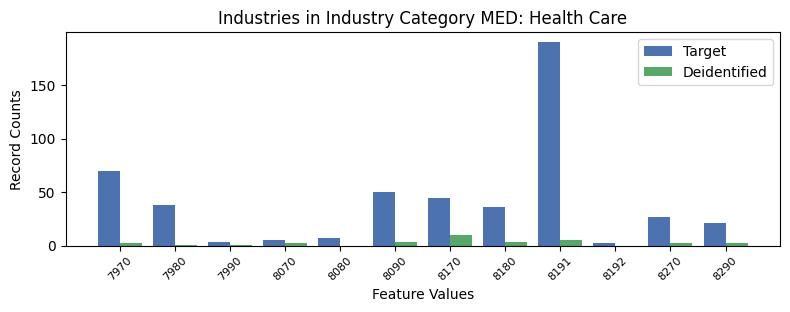 Industries in Industry Category MED: Health Care
Target
Deidentified
Record Counts
150
100
50
0
7970 7980 7990 8070 8080 8090 8170 8180 8191 8192 8270 8290
Feature Values